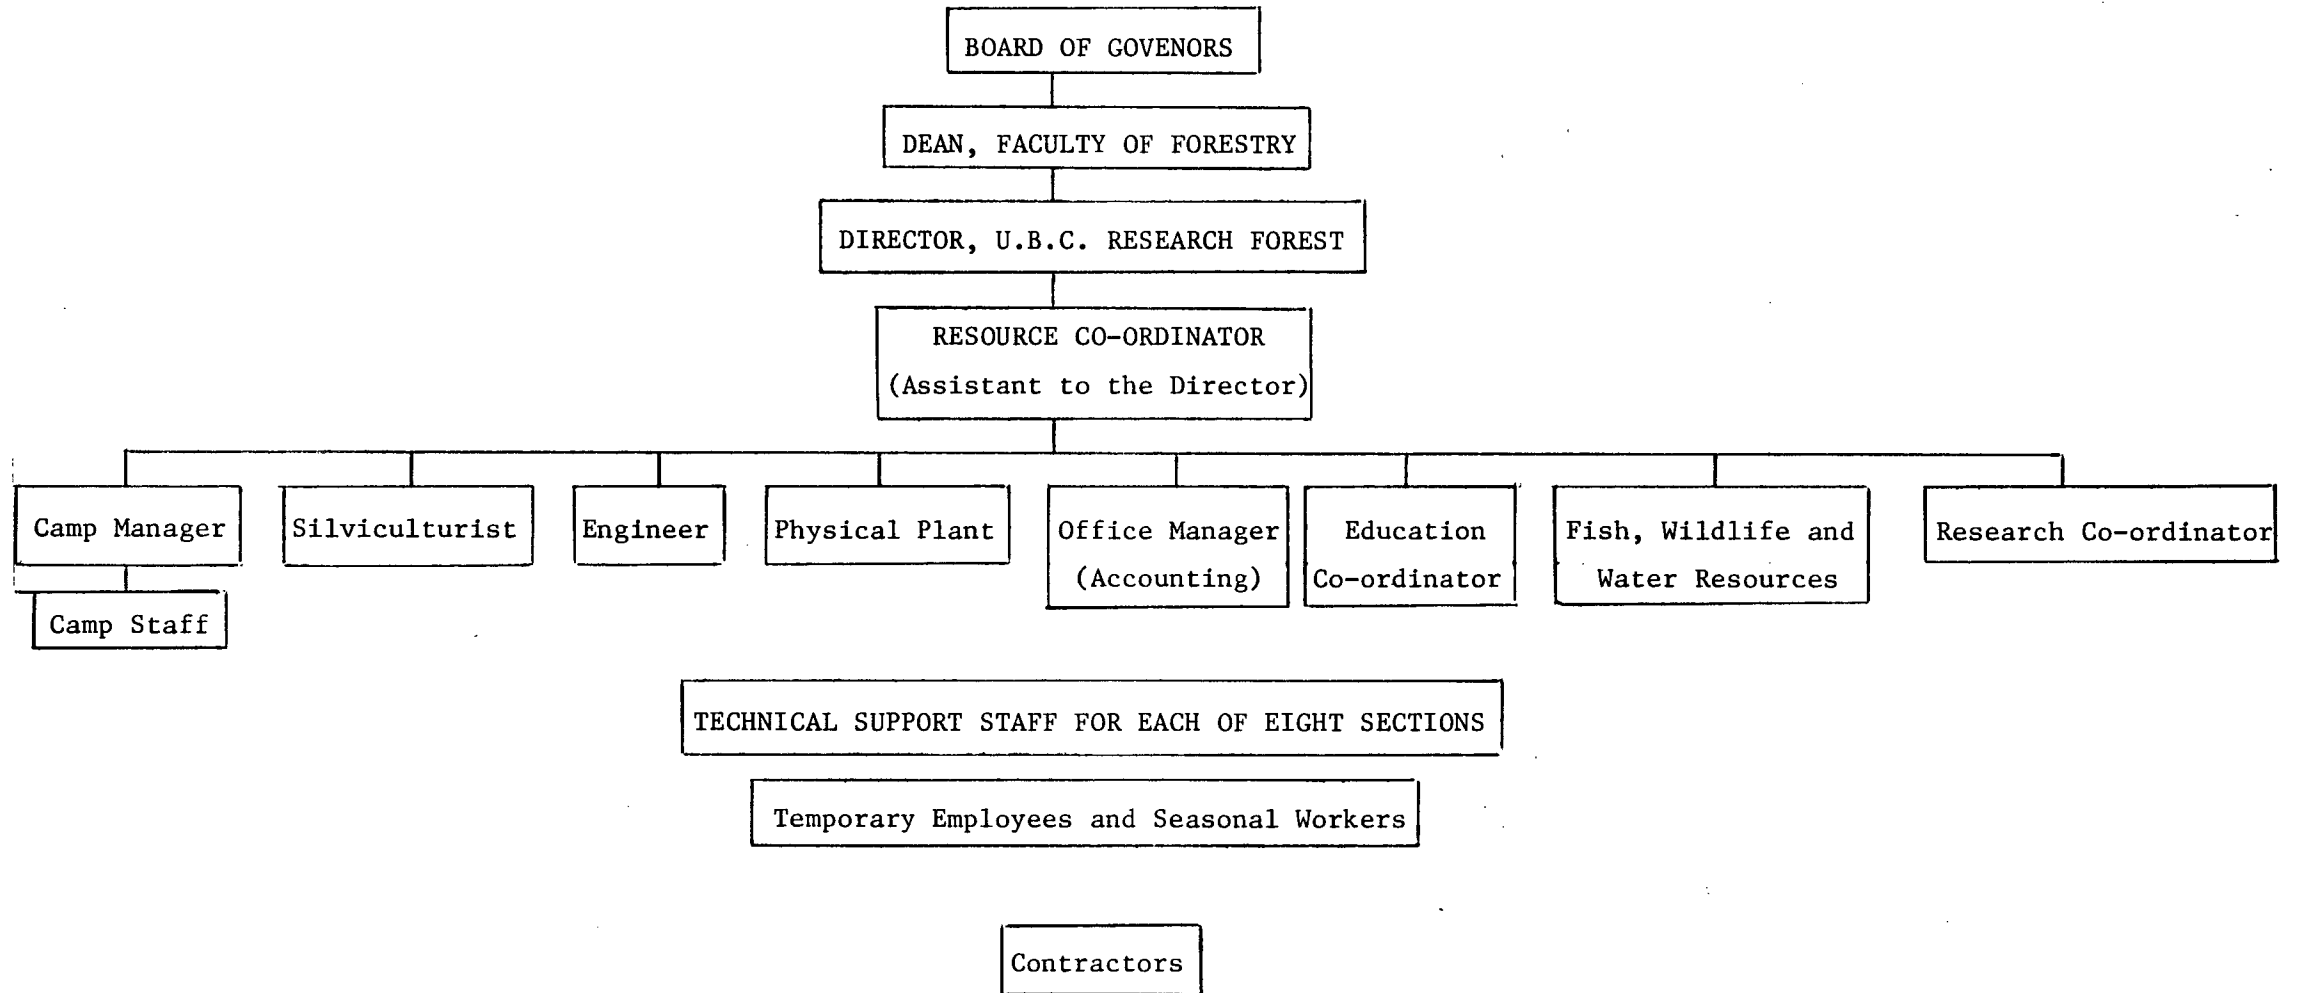 BOARD OF GOVENORS
DEAN, FACULTY OF FORESTRY
DIRECTOR, U.B.C. RESEARCH FOREST
RESOURCE CO-ORDINATOR
(Assistant to the Director)
Camp Manager
Silviculturist
Engineer
Physical Plant
Office Manager
(Accounting)
Education
Co-ordinator
Fish, Wildlife and
Water Resources
Research Co-ordinator
Camp Staff
TECHNICAL SUPPORT STAFF FOR EACH OF EIGHT SECTIONS
Temporary Employees and Seasonal Workers
Contractors